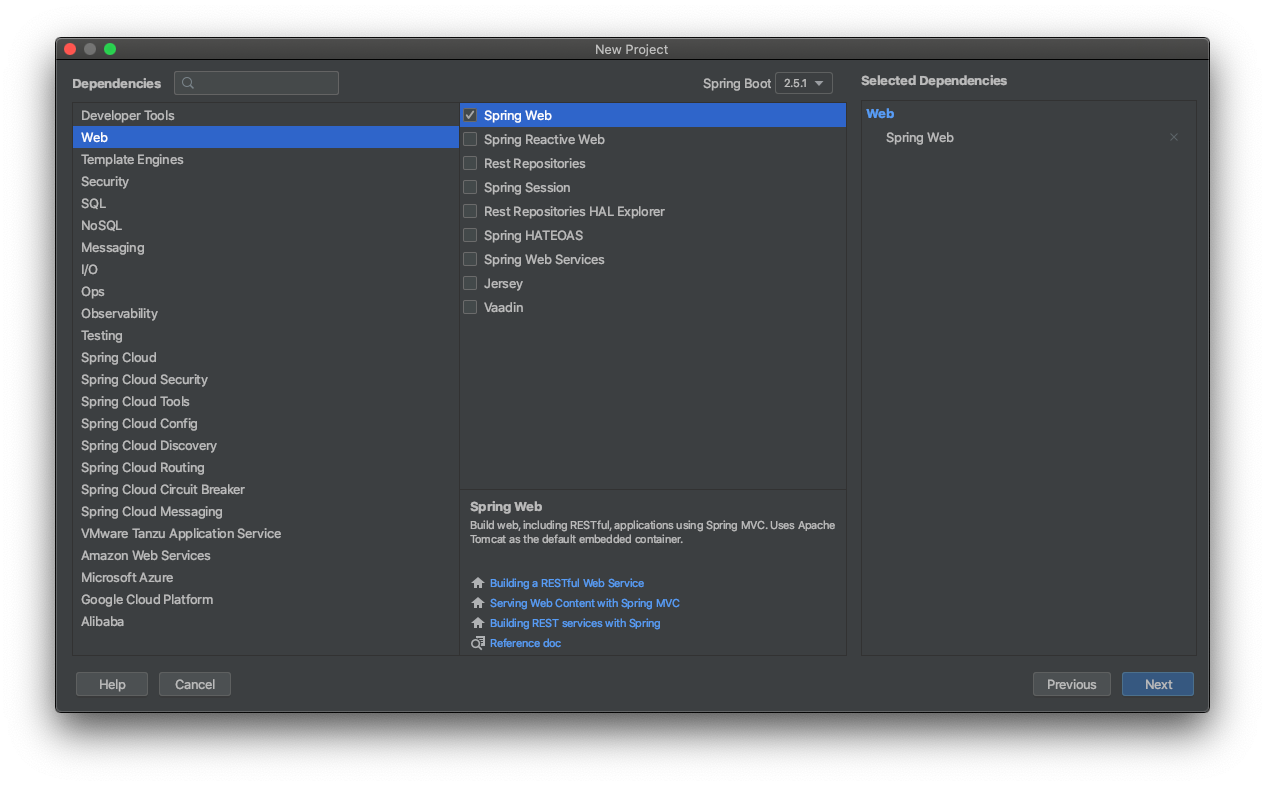 New Project
Dependencies
Spring Boot 2.5.1
Selected Dependencies
Developer Tools
Web
Template Engines
Security
SQL
NoSQL
Messaging
I/O
Ops
Observability
Testing
Spring Cloud
Spring Cloud Security
Spring Cloud Tools
Spring Cloud Config
Spring Cloud Discovery
Spring Cloud Routing
Spring Cloud Circuit Breaker
Spring Cloud Messaging
VMware Tanzu Application Service
Amazon Web Services
Microsoft Azure
Google Cloud Platform
Alibaba
Spring Web
Spring Reactive Web
Rest Repositories
Spring Session
Rest Repositories HAL Explorer
Spring HATEOAS
Spring Web Services
Jersey
Vaadin
Spring Web
Build web, including RESTful, applications using Spring MVC. Uses Apache
Tomcat as the default embedded container.
Building a RESTful Web Service
Serving Web Content with Spring MVC
Building REST services with Spring
Reference doc
Web
Spring Web
Help
Cancel
Previous
Next